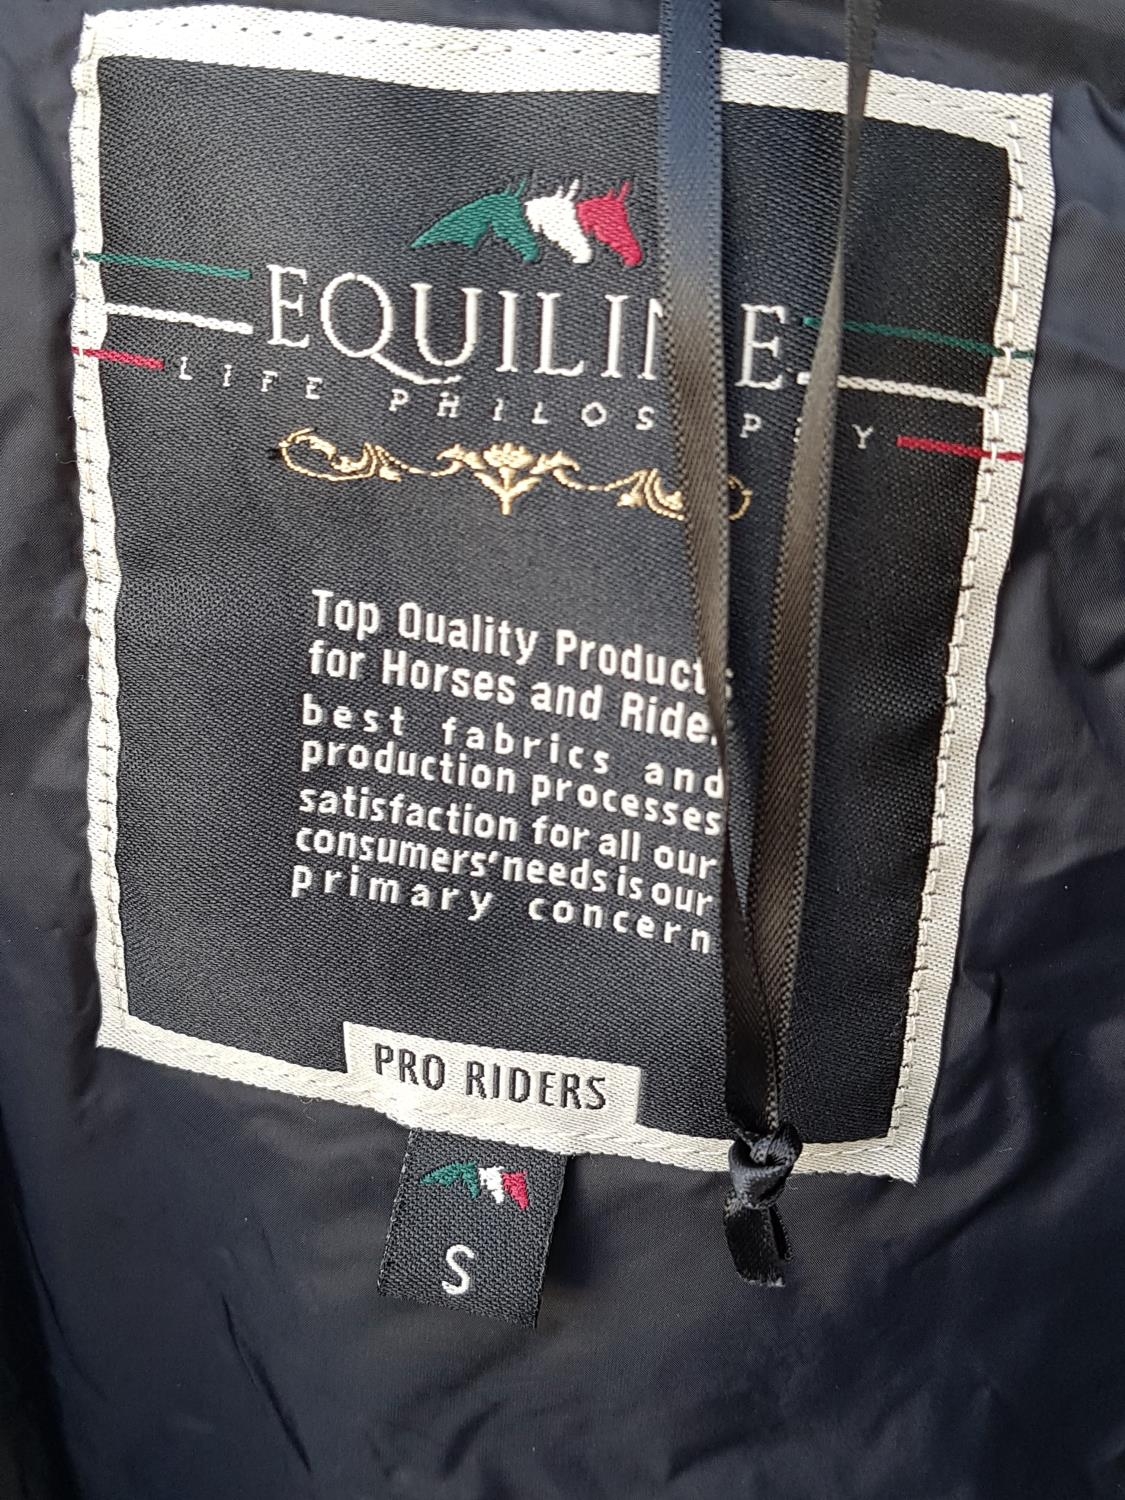 EQUILINE
LIFE PHILOSOPHY
Top Quality Products
for Horses and Rider
best fabrics and
production processes
satisfaction for all our
consumers' needs is our
primary concern
PRO RIDERS
S